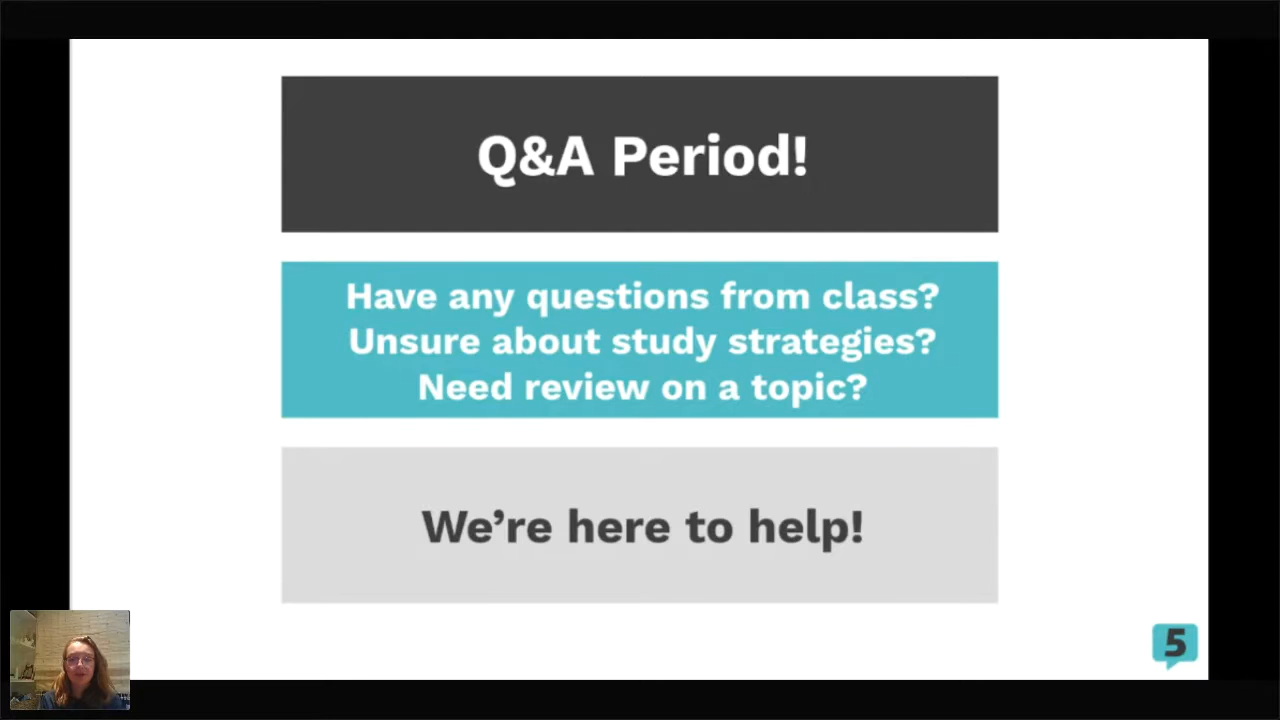 Q&A Period!
Have any questions from class?
Unsure about study strategies?
Need review on a topic?
We’re here to help!
5